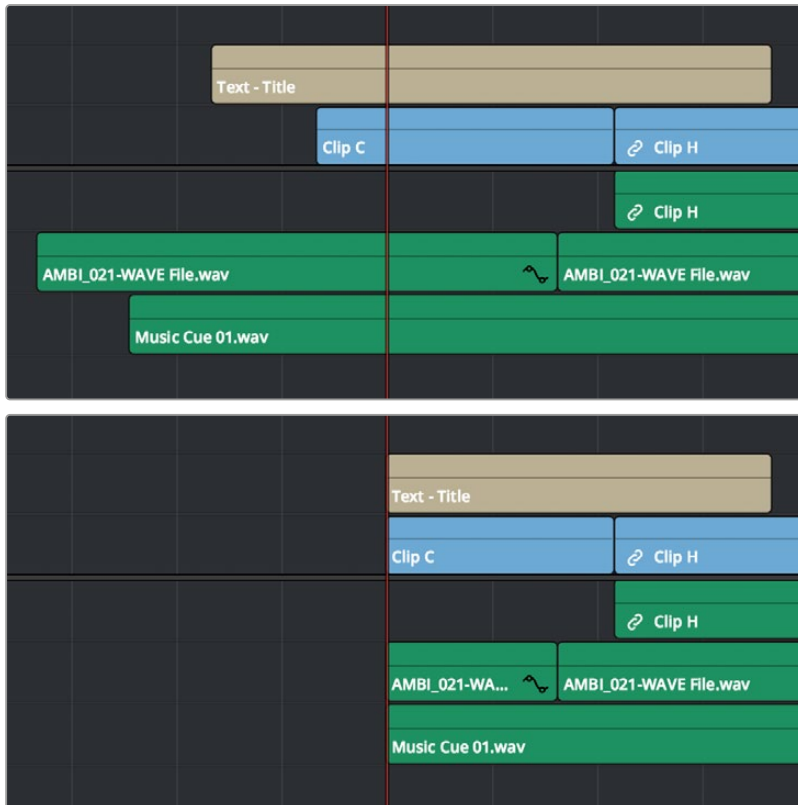 Text - Title
Clip C
Clip H
Clip H
AMBI_021-WAVE File.wav
AMBI_021-WAVE File.wav
Music Cue 01.wav
Text - Title
Clip C
Clip H
Clip H
AMBI_021-WA...
AMBI_021-WAVE File.wav
Music Cue 01.wav